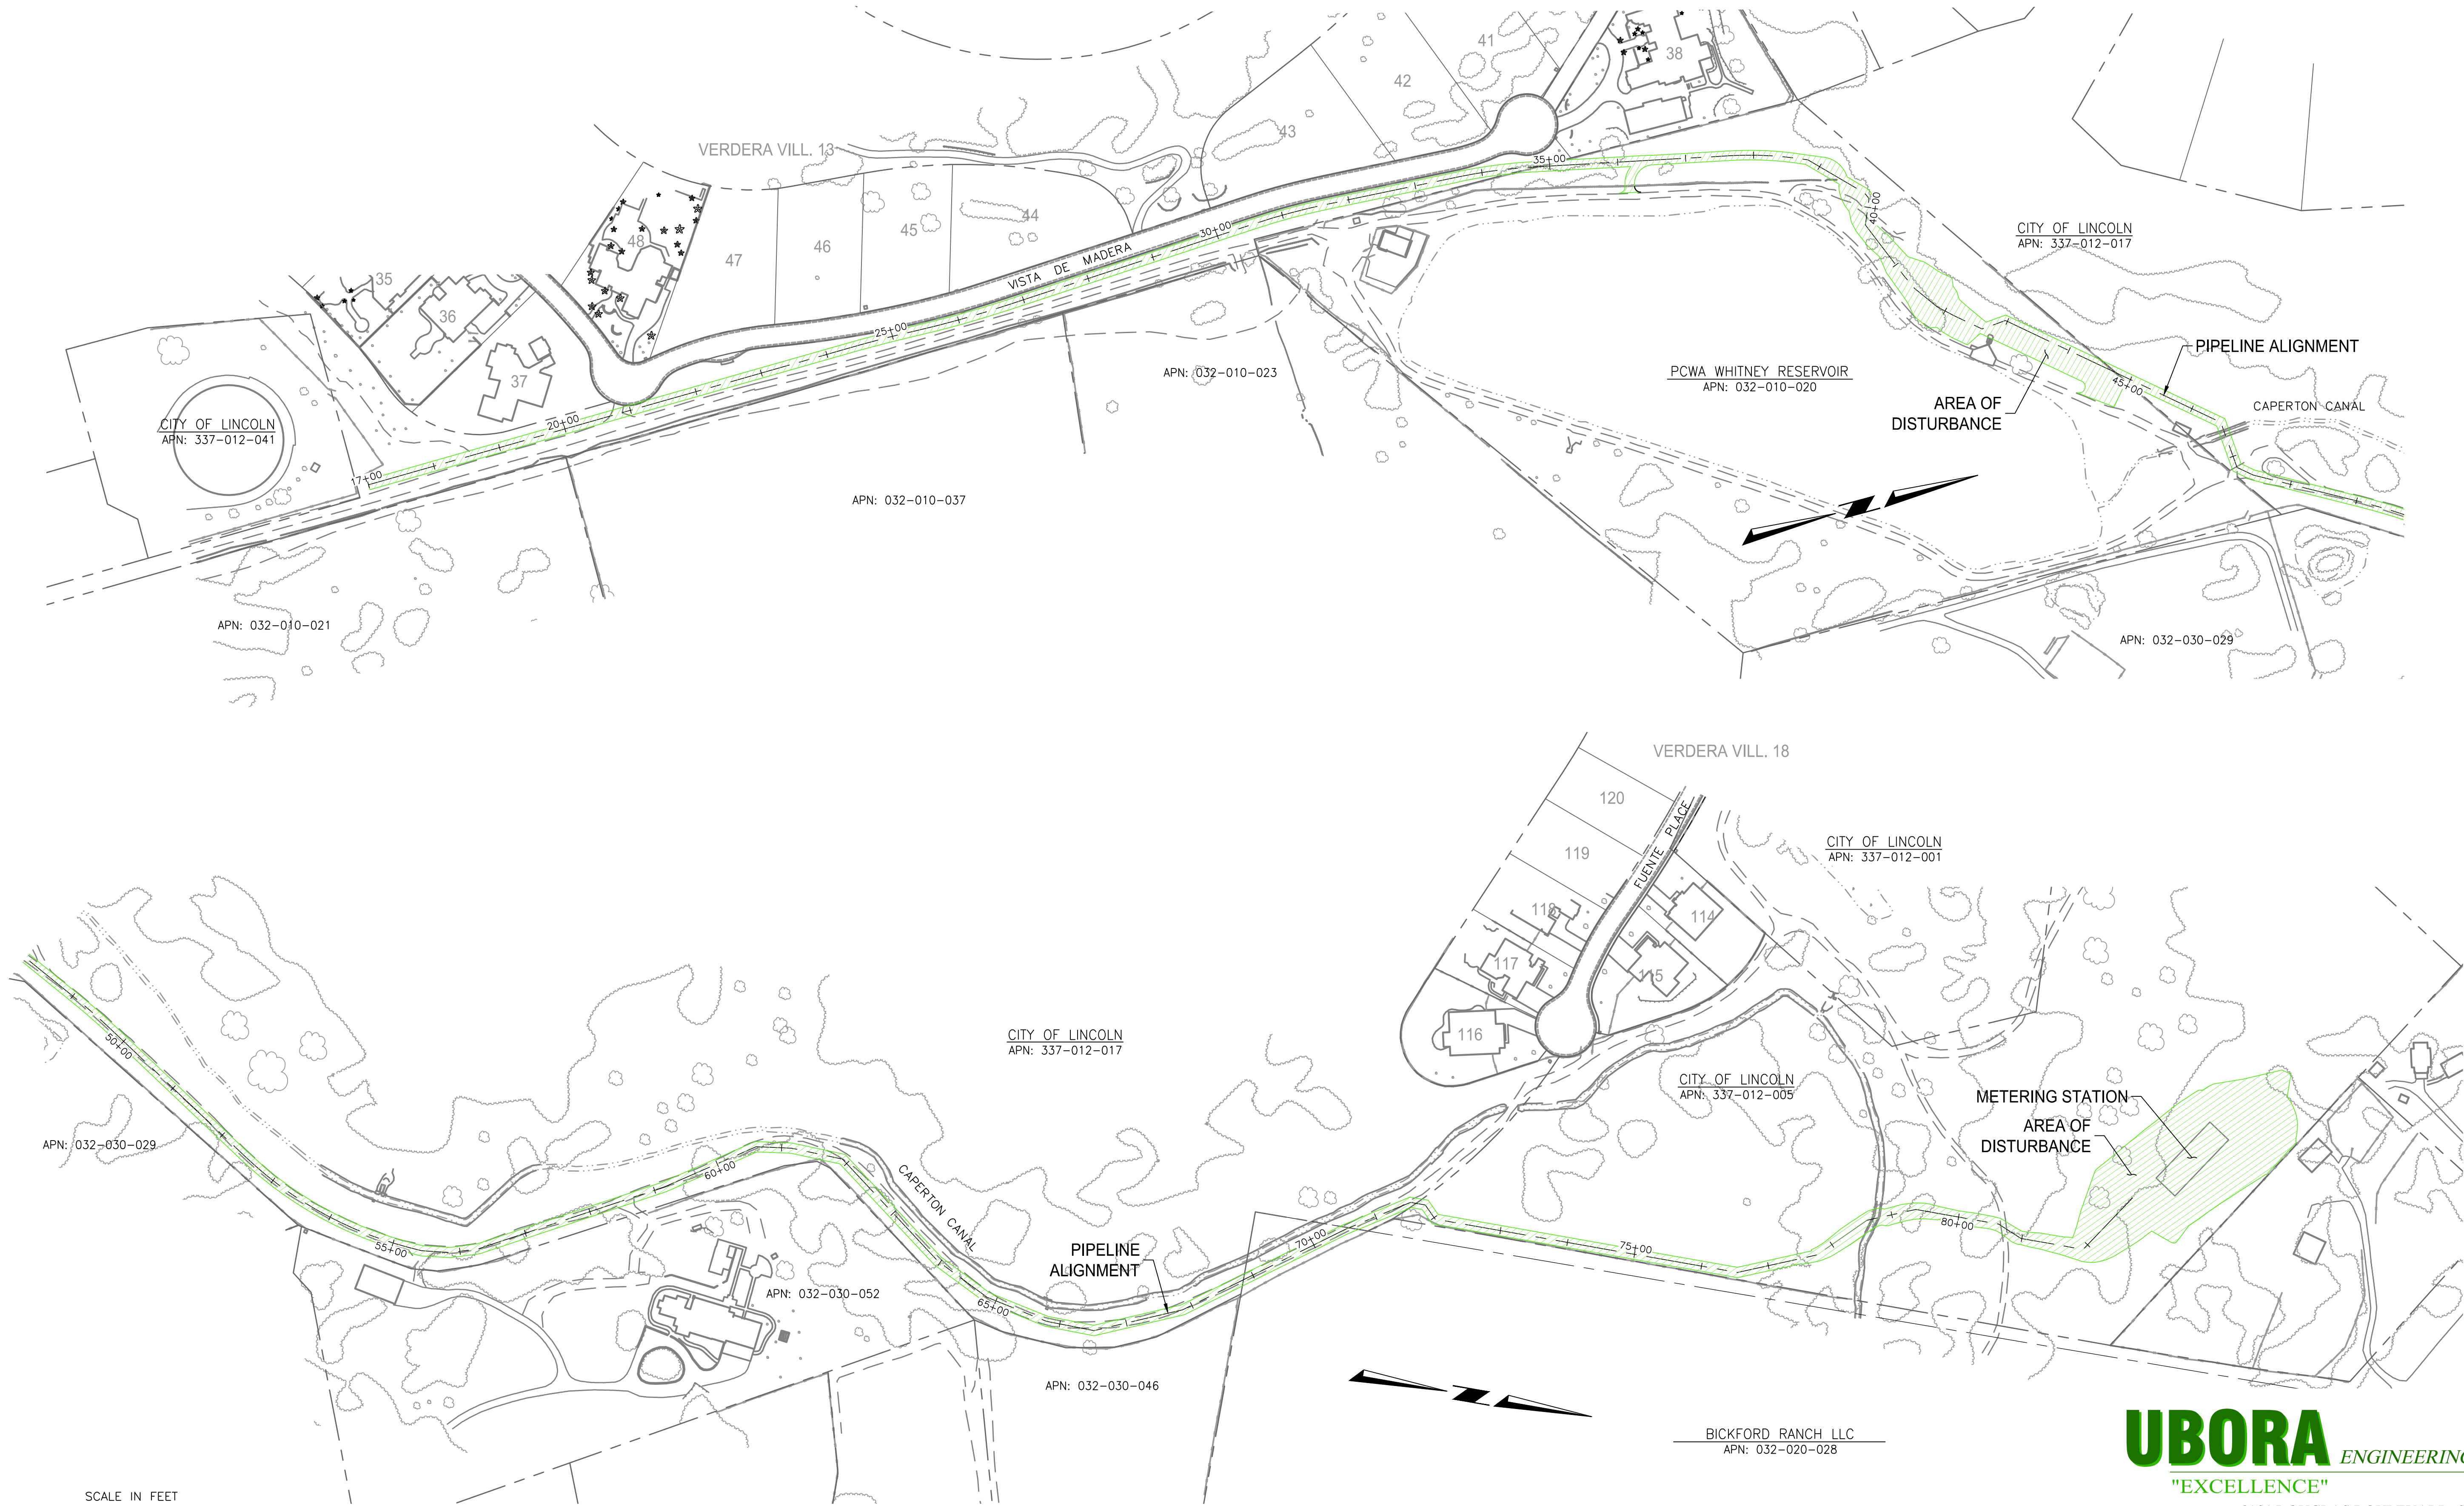 41
38
42
43
VERDERA VILL. 13
44
45
46
47
48
35
36
37
VISTA DE MADERA
17+00
20+00
25+00
30+00
35+00
40+00
45+00
CITY OF LINCOLN
APN: 337-012-017
CITY OF LINCOLN
APN: 337-012-041
APN: 032-010-023
PCWA WHITNEY RESERVOIR
APN: 032-010-020
PIPELINE ALIGNMENT
AREA OF
DISTURBANCE
CAPERTON CANAL
APN: 032-010-037
APN: 032-010-021
APN: 032-030-029
VERDERA VILL. 18
120
119
118
117
116
114
115
FUENTE PLACE
CITY OF LINCOLN
APN: 337-012-001
CITY OF LINCOLN
APN: 337-012-017
CITY OF LINCOLN
APN: 337-012-005
METERING STATION
AREA OF
DISTURBANCE
50+00
55+00
60+00
65+00
70+00
75+00
80+00
APN: 032-030-029
CAPERTON CANAL
PIPELINE
ALIGNMENT
APN: 032-030-052
APN: 032-030-046
BICKFORD RANCH LLC
APN: 032-020-028
SCALE IN FEET
UBORA ENGINEERING
"EXCELLENCE"